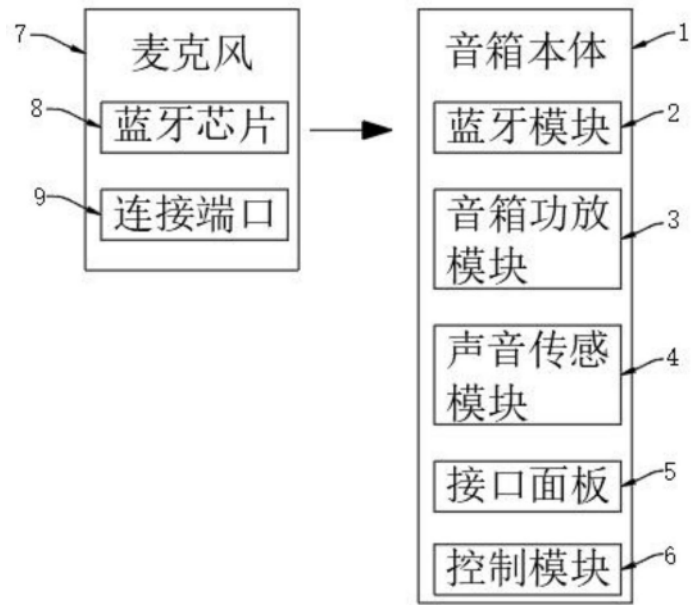 7
麦克风
8
蓝牙芯片
9
连接端口
音箱本体
1
蓝牙模块
2
音箱功放
模块
3
声音传感
模块
4
接口面板
5
控制模块
6